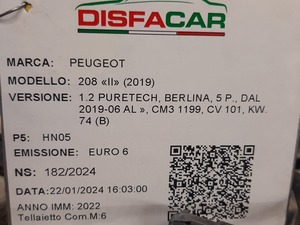 DISFACAR
MARCA: PEUGEOT
MODELLO: 208 «II» (2019)
VERSIONE: 1.2 PURETECH, BERLINA, 5 P., DAL
2019-06 AL », CM3 1199, CV 101, KW.
74 (B)
P5: HN05
EMISSIONE: EURO 6
NS: 182/2024
DATA:22/01/2024 16:03:00
ANNO IMM: 2022
Tellaietto Com.M:6